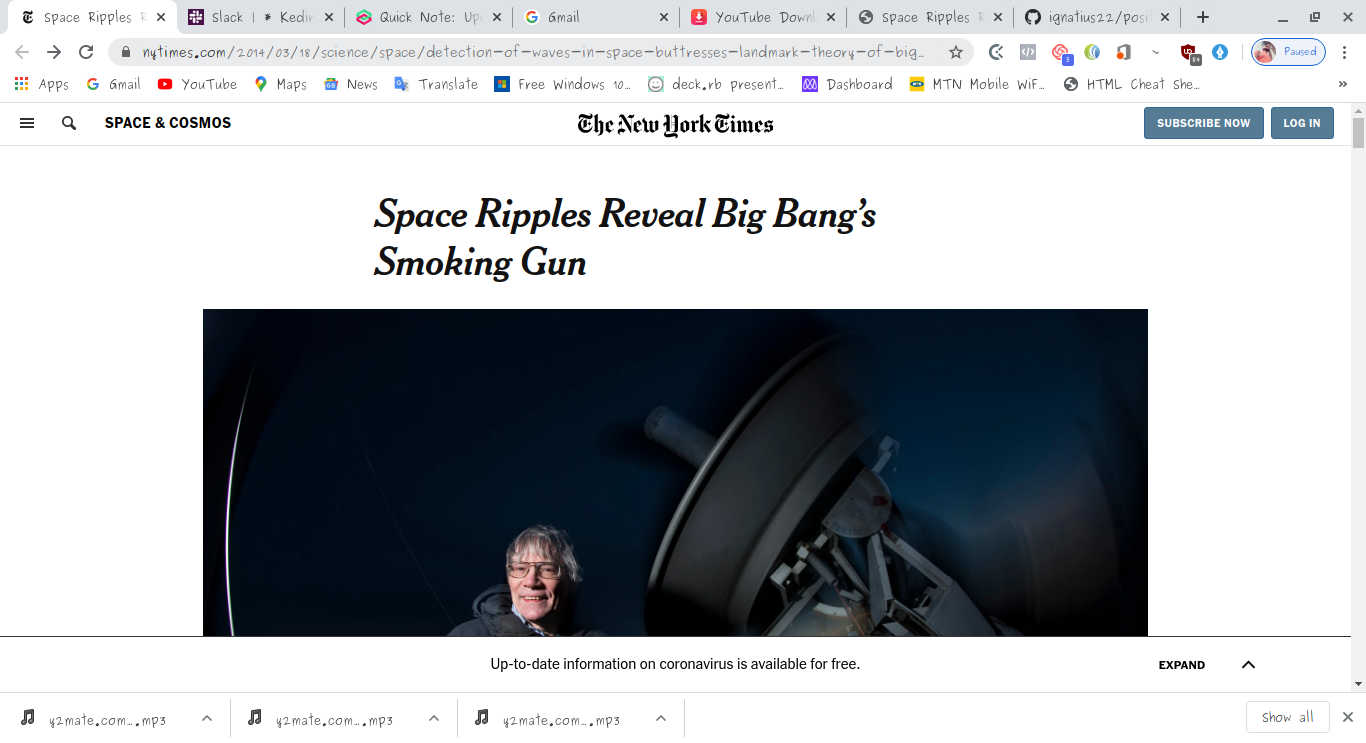 Space Ripples R
Slack | * Kedir
Quick Note: Upc
Gmail
YouTube Downl
Space Ripples R
ignatius22/posit
nytimes.com/2014/03/18/science/space/detection-of-waves-in-space-buttresses-landmark-theory-of-big…
5
9+
Paused
Apps
Gmail
YouTube
Maps
News
Translate
Free Windows 10…
deck.rb present…
Dashboard
MTN Mobile WiF…
HTML Cheat She…
SPACE & COSMOS
The New York Times
SUBSCRIBE NOW
LOG IN
Space Ripples Reveal Big Bang's
Smoking Gun
Up-to-date information on coronavirus is available for free.
EXPAND
y2mate.com-….mp3
y2mate.com-….mp3
y2mate.com-….mp3
Show all